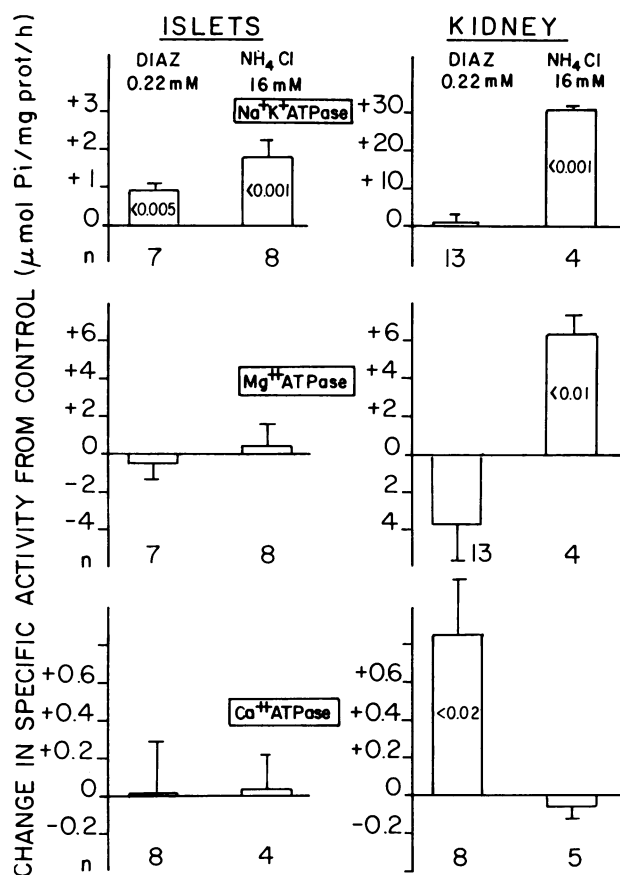 ISLETS KIDNEY
DIAZ NH₄Cl DIAZ NH₄Cl
0.22 mM 16 mM 0.22 mM 16 mM
CHANGE IN SPECIFIC ACTIVITY FROM CONTROL (μmol Pi/mg prot/h)
Na⁺K⁺ATPase
+3 +30
+2 +20
+1 +10
0 0
<0.005 <0.001 <0.001
n 7 8 13 4
Mg⁺⁺ATPase
+6 +6
+4 +4
+2 +2
0 0
−2 2
−4 4
<0.01
n 7 8 13 4
Ca⁺⁺ATPase
+0.6 +0.6
+0.4 +0.4
+0.2 +0.2
0 0
−0.2 −0.2
<0.02
n 8 4 8 5